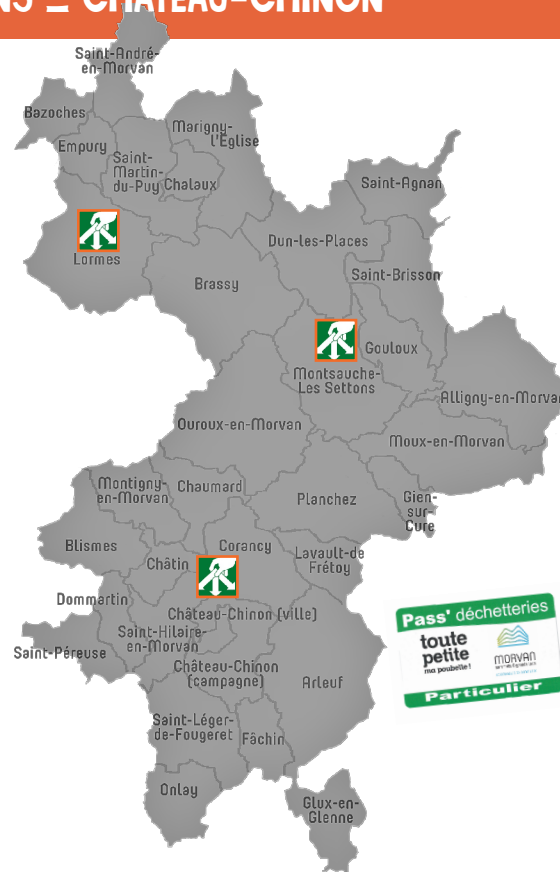 CHÂTEAU-CHINON
Saint-André-
en-Morvan
Bazoches
Marigny-
l'Eglise
Empury
Saint-
Martin-
du-Puy
Chalaux
Saint-Agnan
Dun-les-Places
Lormes
Saint-Brisson
Brassy
Gouloux
Montsauche-
Les Settons
Alligny-en-Morvan
Ouroux-en-Morvan
Moux-en-Morvan
Montigny-
en-Morvan
Chaumard
Planchez
Gien-
sur-
Cure
Blismes
Corancy
Châtin
Lavault-de
Frétoy
Dommartin
Château-Chinon (ville)
Saint-Hilaire-
en-Morvan
Saint-Péreuse
Château-Chinon
(campagne)
Arleuf
Saint-Léger-
de-Fougeret
Fâchin
Onlay
Glux-en-
Glenne
Pass' déchetteries
toute
petite
ma poubelle !
MORVAN
Particulier